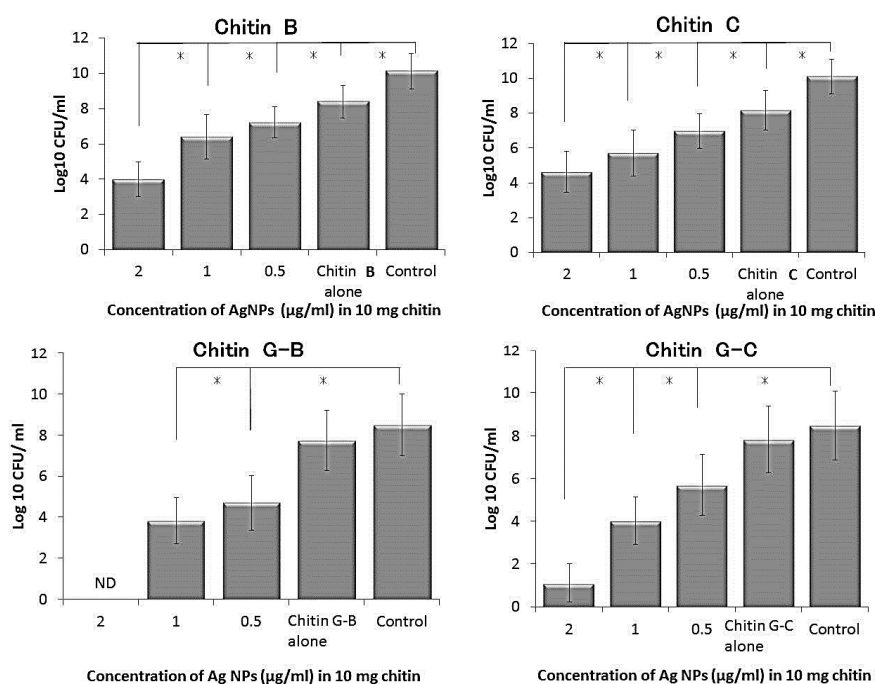 Chitin B
Log10 CFU/ml
12
10
8
6
4
2
0
* * * *
2 1 0.5 Chitin B alone Control
Concentration of AgNPs (µg/ml) in 10 mg chitin
Chitin C
Log10 CFU/ml
12
10
8
6
4
2
0
* * * *
2 1 0.5 Chitin C alone Control
Concentration of AgNPs (µg/ml) in 10 mg chitin
Chitin G-B
Log 10 CFU/ ml
12
10
8
6
4
2
0
* *
ND
2 1 0.5 Chitin G-B alone Control
Concentration of Ag NPs (µg/ml) in 10 mg chitin
Chitin G-C
Log 10 CFU/ml
12
10
8
6
4
2
0
* * *
2 1 0.5 Chitin G-C alone Control
Concentration of Ag NPs (µg/ml) in 10 mg chitin